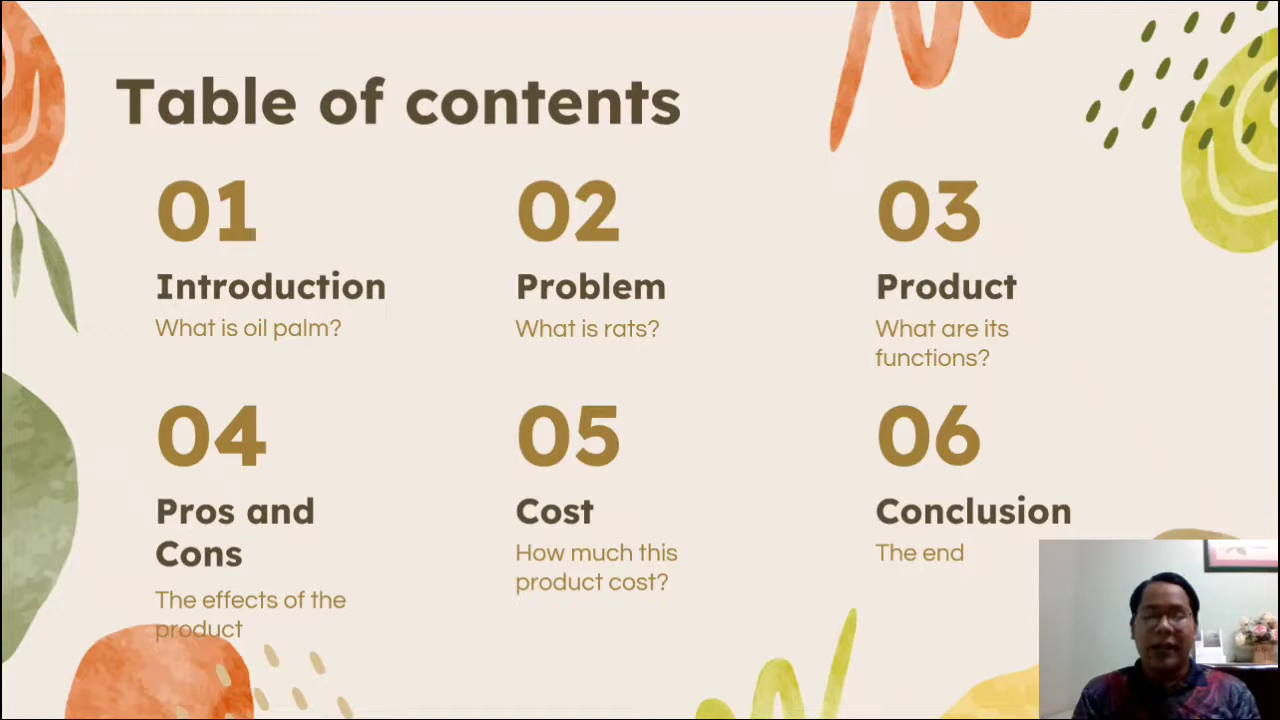 Table of contents
01
Introduction
What is oil palm?
02
Problem
What is rats?
03
Product
What are its
functions?
04
Pros and
Cons
The effects of the
product
05
Cost
How much this
product cost?
06
Conclusion
The end